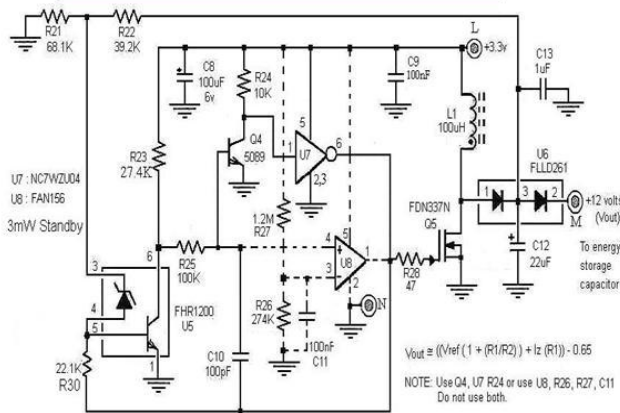 R21
68.1K
R22
39.2K
L
+3.3v
C8
100uF
6v
R24
10K
C9
100nF
C13
1uF
L1
100uH
Q4
5089
5
1
U7
6
2,3
U6
FLLD261
1
3
2
+12 volts
(Vout)
M
R23
27.4K
U7 : NC7WZU04
U8 : FAN156
3mW Standby
1.2M
R27
FDN337N
Q5
C12
22uF
To energy
storage
capacitor
R25
100K
4
5
+
U8
1
3
-
2
R28
47
N
3
6
4
5
1
FHR1200
U5
R26
274K
100nF
C11
22.1K
R30
C10
100pF
Vout ≅ ((Vref ( 1 + (R1/R2) ) + Iz (R1)) - 0.65
NOTE: Use Q4, U7 R24 or use U8, R26, R27, C11
Do not use both.